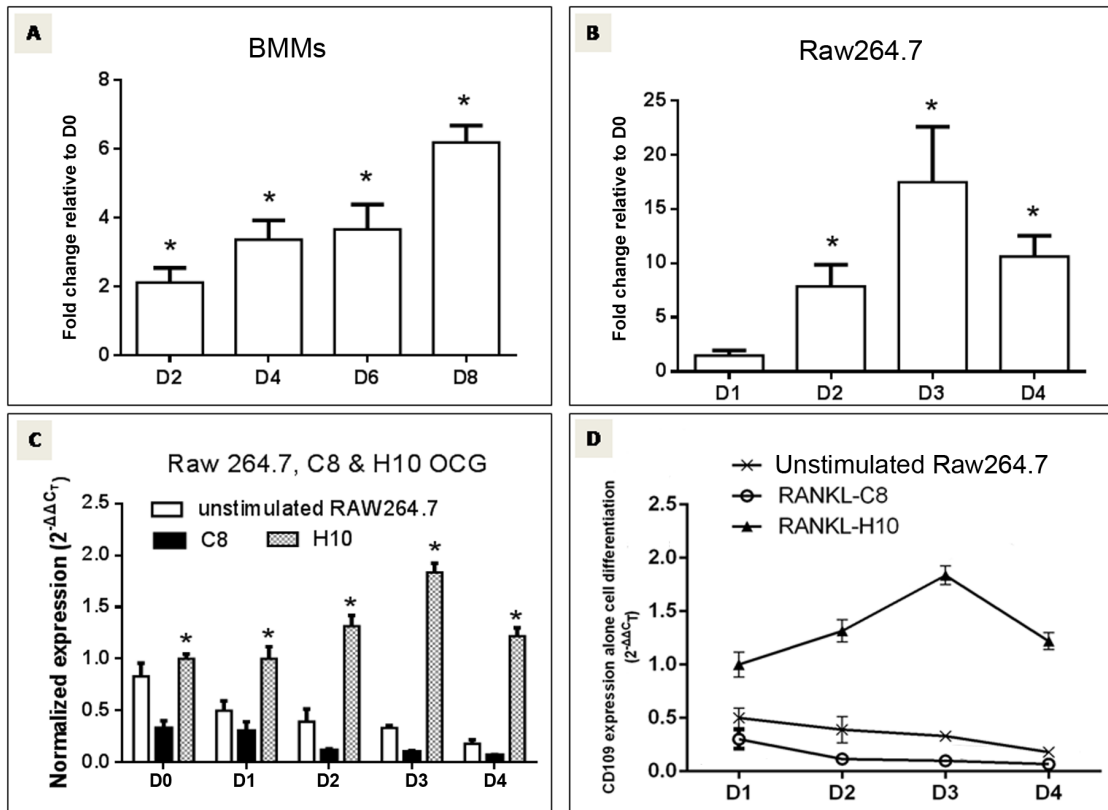 A
BMMs
Fold change relative to D0
8
6
4
2
0
*
*
*
*
D2 D4 D6 D8
B
Raw264.7
Fold change relative to D0
25
20
15
10
5
0
*
*
*
D1 D2 D3 D4
C
Raw 264.7, C8 & H10 OCG
unstimulated RAW264.7
C8 H10
Normalized expression (2-ΔΔCT)
2.5
2.0
1.5
1.0
0.5
0.0
* * * * *
D0 D1 D2 D3 D4
D
Unstimulated Raw264.7
RANKL-C8
RANKL-H10
CD109 expression alone cell differentiation
(2-ΔΔCT)
2.5
2.0
1.5
1.0
0.5
0.0
D1 D2 D3 D4